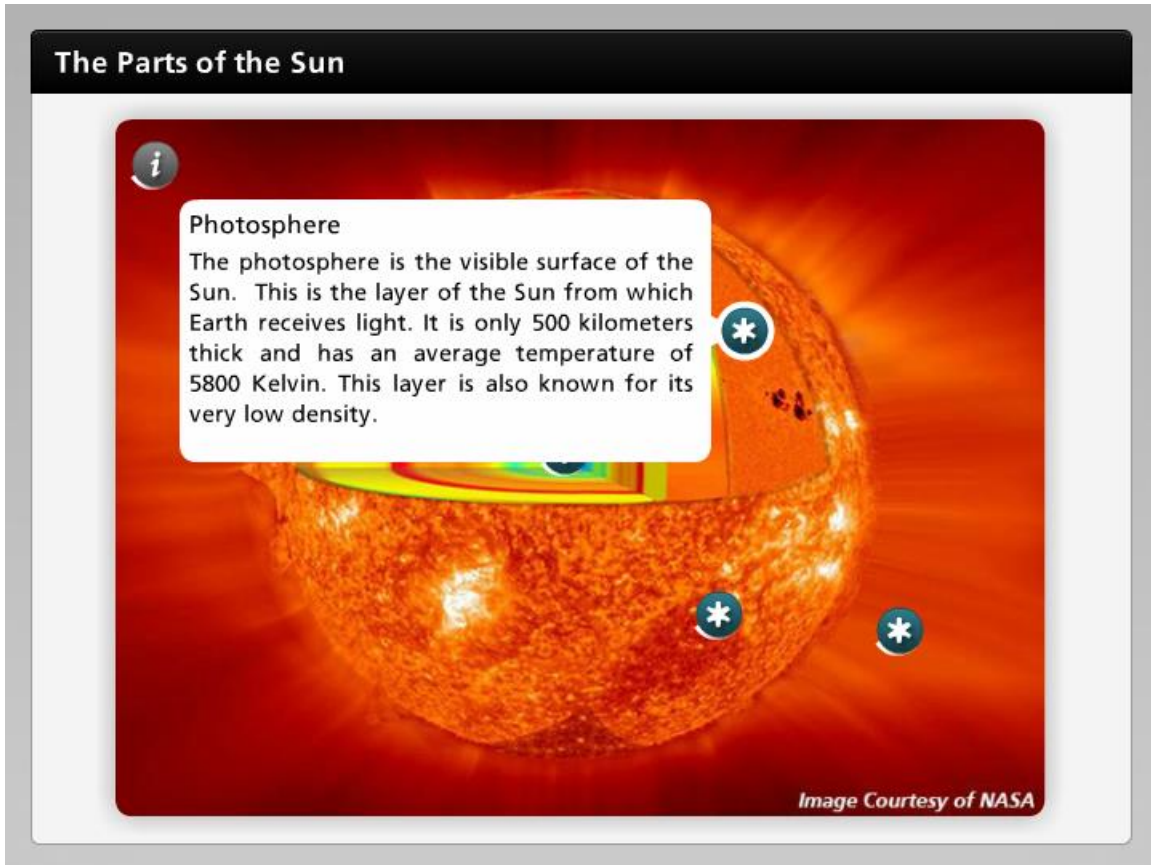 The Parts of the Sun
i
Photosphere
The photosphere is the visible surface of the
Sun.  This is the layer of the Sun from which
Earth receives light. It is only 500 kilometers
thick and has an average temperature of
5800 Kelvin. This layer is also known for its
very low density.
Image Courtesy of NASA